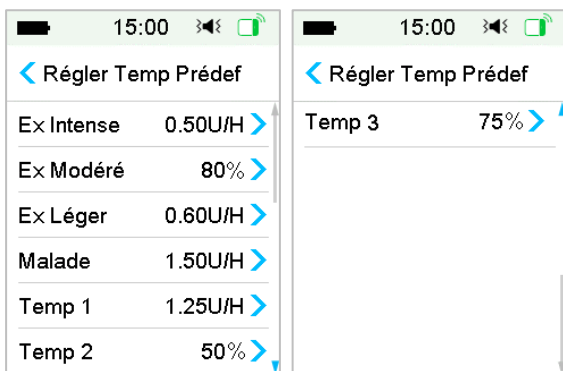 15:00
Régler Temp Prédef
Ex Intense 0.50U/H
Ex Modéré 80%
Ex Léger 0.60U/H
Malade 1.50U/H
Temp 1 1.25U/H
Temp 2 50%
15:00
Régler Temp Prédef
Temp 3 75%